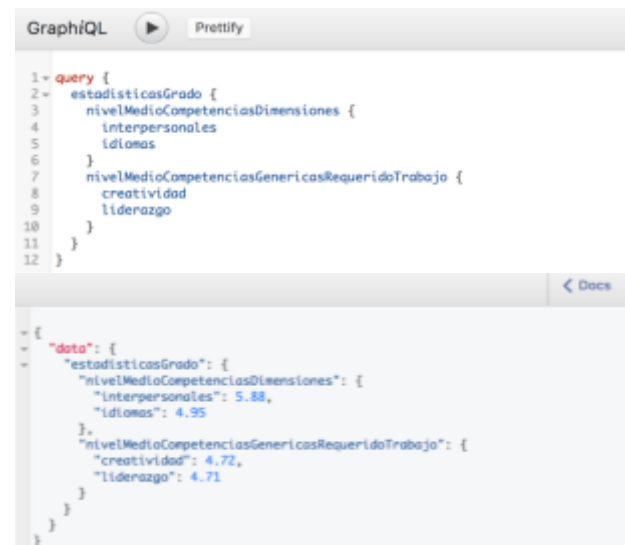 GraphiQL Prettify
1 query {
2 estadisticasGrado {
3 nivelMedioCompetenciasDimensiones {
4 interpersonales
5 idiomas
6 }
7 nivelMedioCompetenciasGenericasRequeridoTrabajo {
8 creatividad
9 liderazgo
10 }
11 }
12 }
< Docs
{
"data": {
"estadisticasGrado": {
"nivelMedioCompetenciasDimensiones": {
"interpersonales": 5.88,
"idiomas": 4.95
},
"nivelMedioCompetenciasGenericasRequeridoTrabajo": {
"creatividad": 4.72,
"liderazgo": 4.71
}
}
}
}